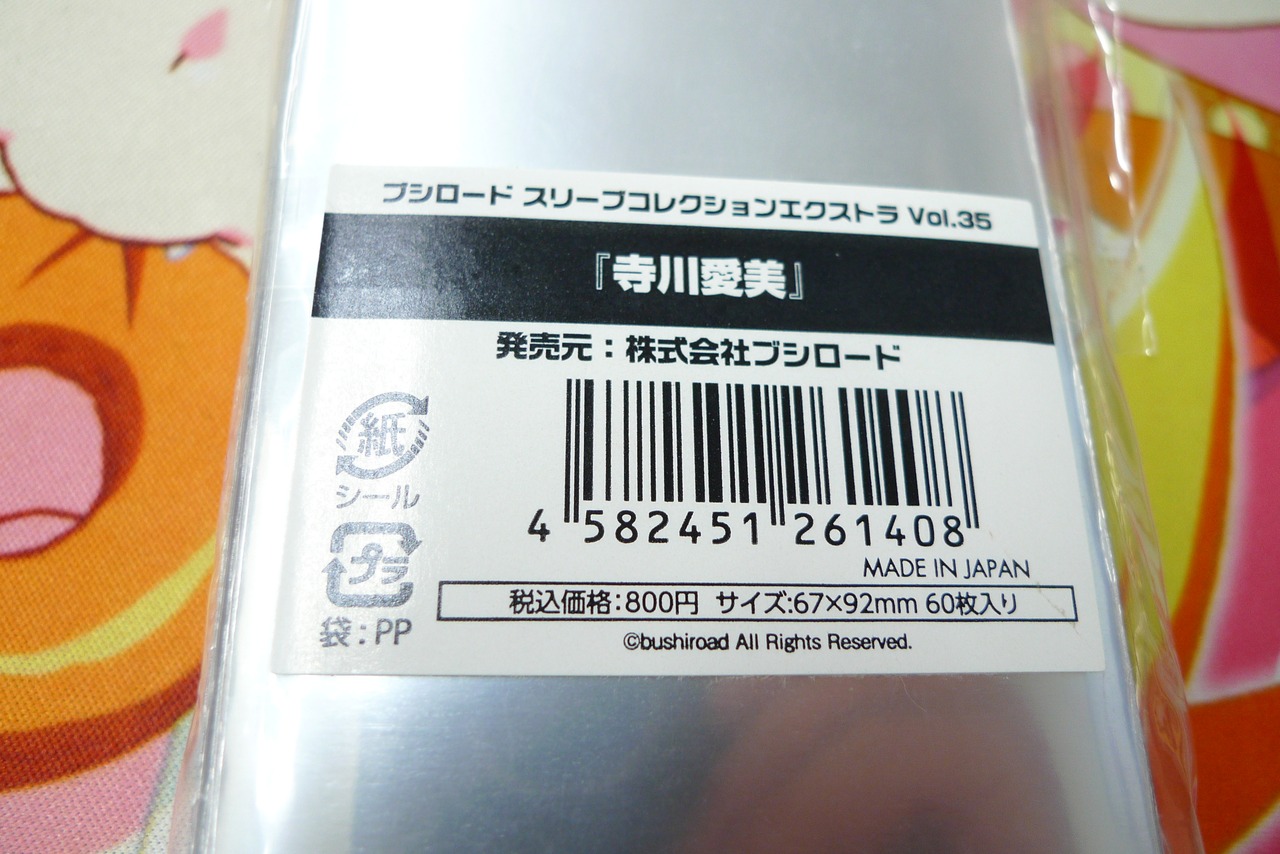 ブシロード スリーブコレクションエクストラ Vol.35
『寺川愛美』
発売元：株式会社ブシロード
紙
シール
プラ
袋：PP
4 582451 261408
MADE IN JAPAN
税込価格：800円 サイズ：67×92mm 60枚入り
©bushiroad All Rights Reserved.